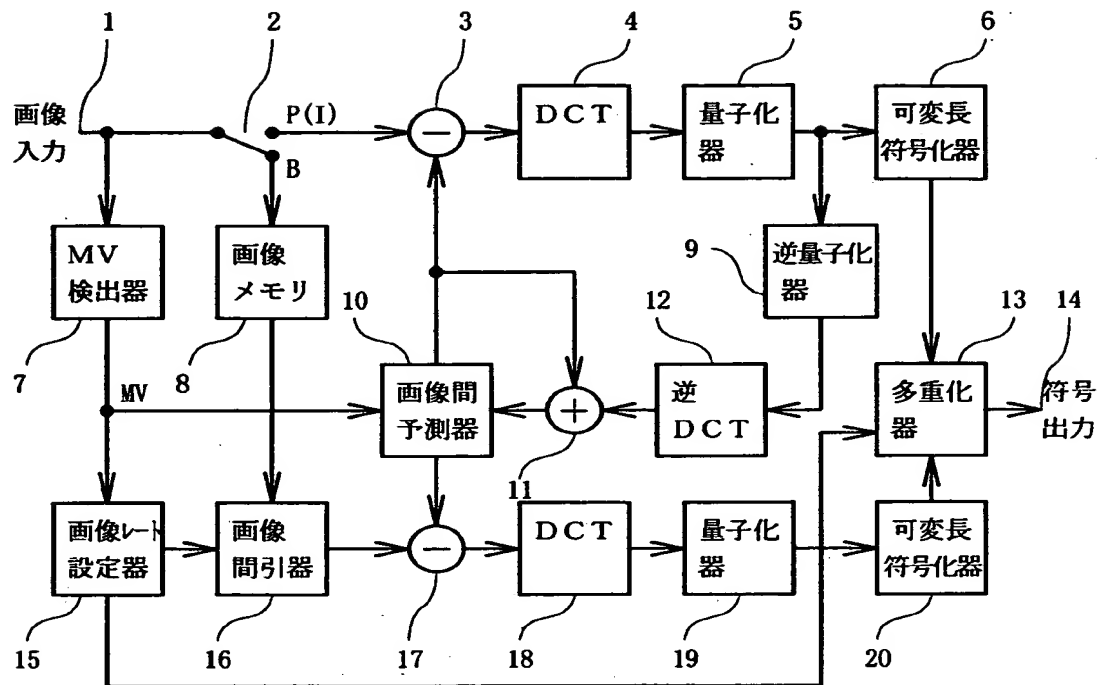 1
2
3
4
5
6
画像
入力
P(I)
B
DCT
量子化
器
可変長
符号化器
MV
検出器
画像
メモリ
9
逆量子化
器
7
8
10
12
13
14
MV
画像間
予測器
逆
DCT
多重化
器
符号
出力
11
画像レート
設定器
画像
間引器
DCT
量子化
器
可変長
符号化器
15
16
17
18
19
20